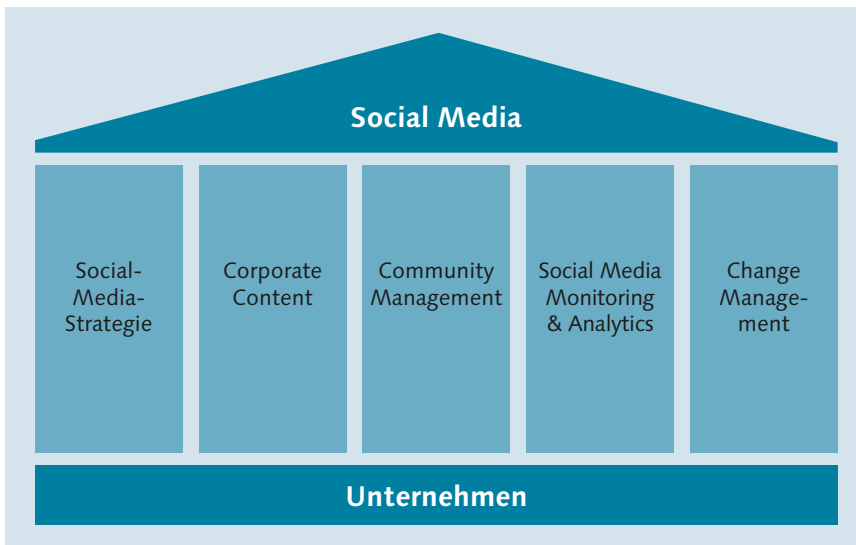 Social Media
Social-
Media-
Strategie
Corporate
Content
Community
Management
Social Media
Monitoring
& Analytics
Change
Manage-
ment
Unternehmen